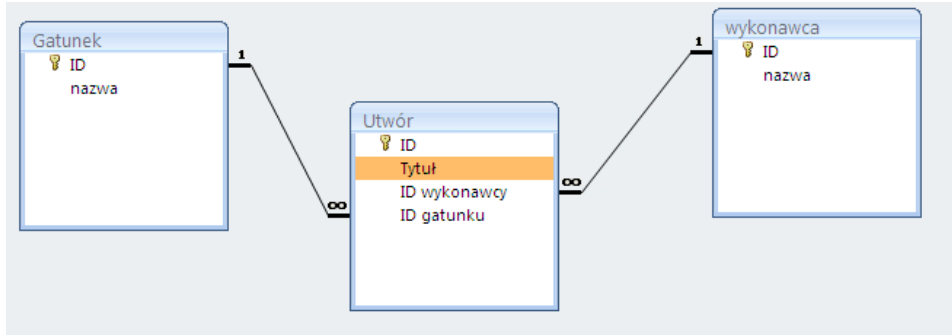 Gatunek
ID
nazwa
1
∞
Utwór
ID
Tytuł
ID wykonawcy
ID gatunku
∞
1
wykonawca
ID
nazwa